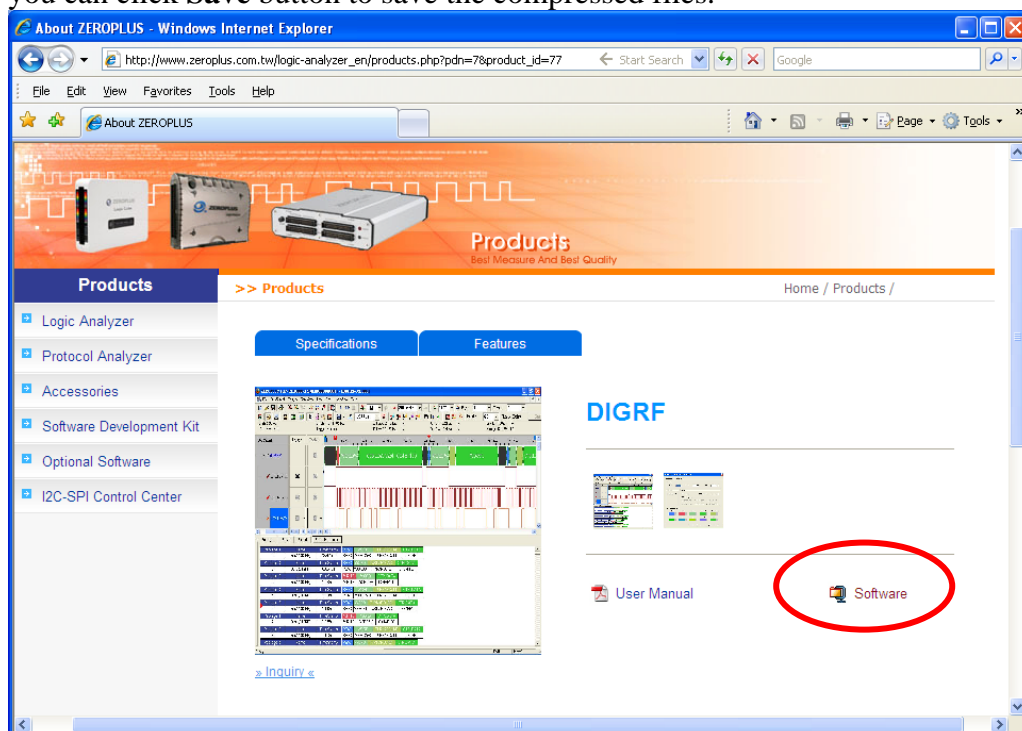 you can click Save button to save the compressed files.
About ZEROPLUS - Windows Internet Explorer
http://www.zeroplus.com.tw/logic-analyzer_en/products.php?pdn=7&product_id=77
Start Search
Google
File Edit View Favorites Tools Help
About ZEROPLUS
Page Tools
Products
Best Measure And Best Quality
Products
>> Products
Home / Products /
Logic Analyzer
Protocol Analyzer
Accessories
Software Development Kit
Optional Software
I2C-SPI Control Center
Specifications
Features
DIGRF
User Manual
Software
» Inquiry «